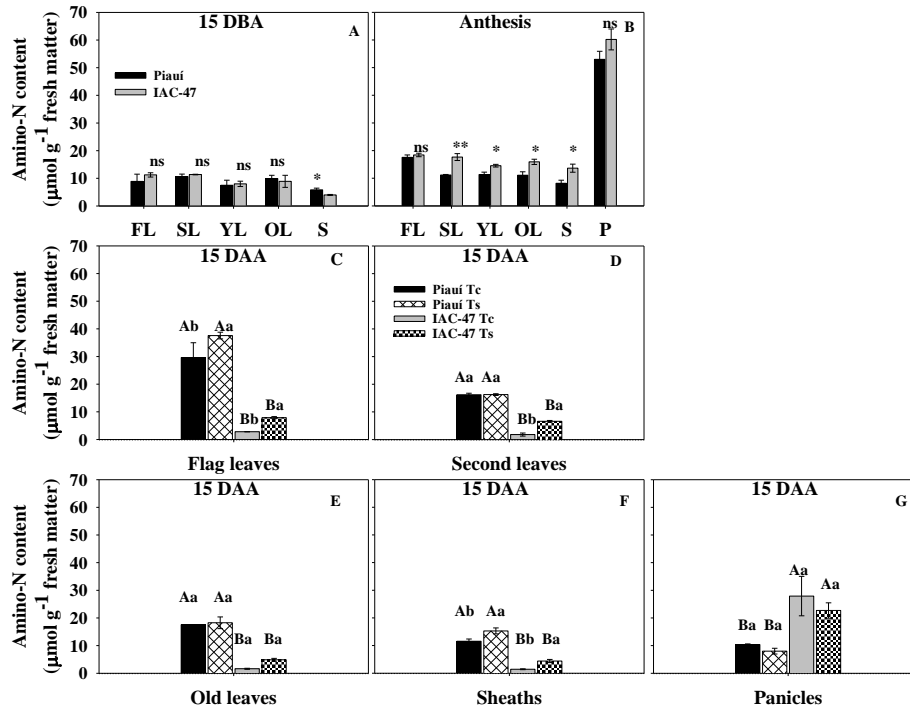 15 DBA
A
Anthesis
B
Amino-N content
(μmol g-1 fresh matter)
70
60
50
40
30
20
10
0
Piauí
IAC-47
ns
ns
ns
ns
*
ns
**
*
*
*
ns
FL SL YL OL S
FL SL YL OL S P
15 DAA
C
15 DAA
D
Amino-N content
(μmol g-1 fresh matter)
70
60
50
40
30
20
10
0
Piauí Tc
Piauí Ts
IAC-47 Tc
IAC-47 Ts
Ab Aa Bb Ba
Aa Aa Bb Ba
Flag leaves
Second leaves
15 DAA
E
15 DAA
F
15 DAA
G
Amino-N content
(μmol g-1 fresh matter)
70
60
50
40
30
20
10
0
Aa Aa Ba Ba
Ab Aa Bb Ba
Ba Ba Aa Aa
Old leaves
Sheaths
Panicles